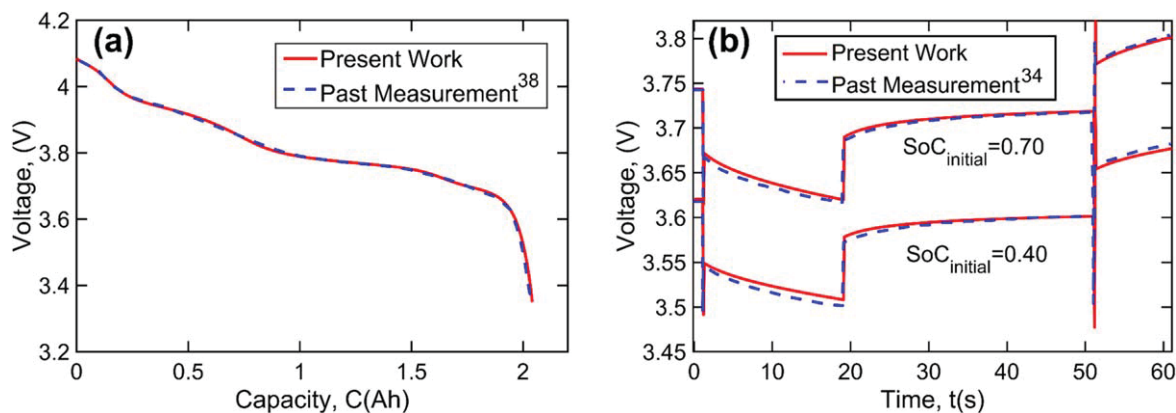 (a)
Present Work
Past Measurement38
4.2
4
3.8
3.6
3.4
3.2
Voltage, (V)
0 0.5 1 1.5 2
Capacity, C(Ah)
(b)
Present Work
Past Measurement34
3.8
3.75
3.7
3.65
3.6
3.55
3.5
3.45
Voltage, (V)
SoCinitial=0.70
SoCinitial=0.40
0 10 20 30 40 50 60
Time, t(s)